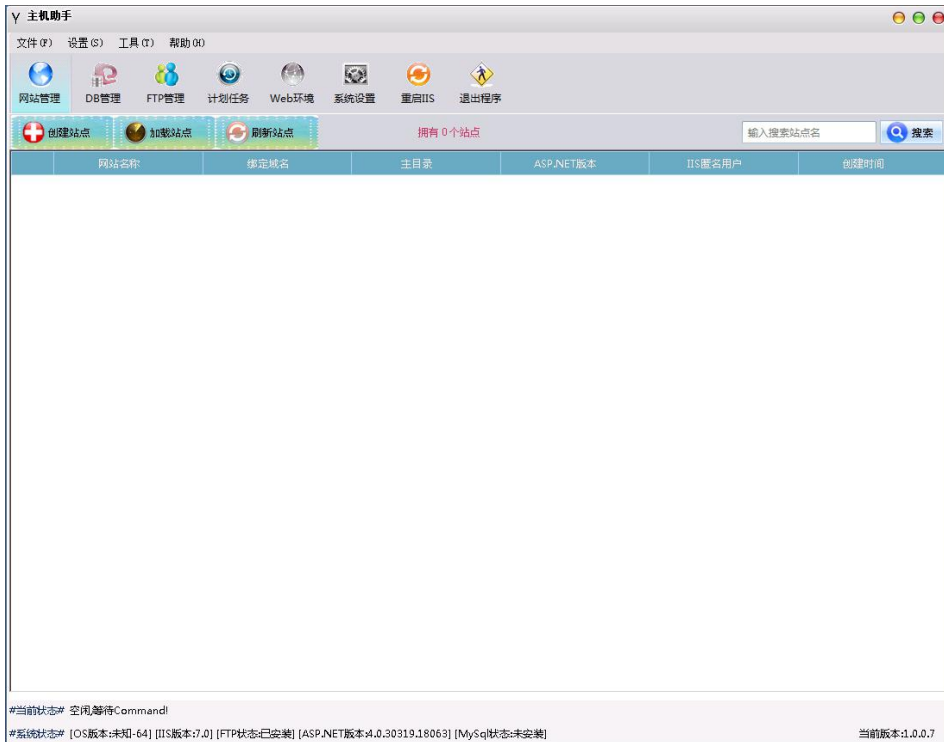 主机助手
文件(F) 设置(S) 工具(T) 帮助(H)
网站管理 DB管理 FTP管理 计划任务 Web环境 系统设置 重启IIS 退出程序
创建站点 加载站点 刷新站点 拥有 0个站点 输入搜索站点名 搜索
网站名称 绑定域名 主目录 ASP.NET版本 IIS匿名用户 创建时间
#当前状态# 空闲,等待Command!
#系统状态# [OS版本:未知-64] [IIS版本:7.0] [FTP状态:已安装] [ASP.NET版本:4.0.30319.18063] [MySql状态:未安装] 当前版本:1.0.0.7